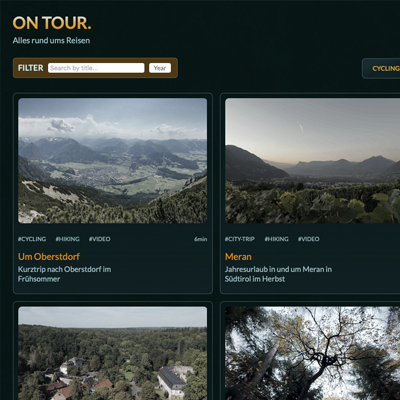 ON TOUR.
Alles rund ums Reisen
FILTER Search by title... Year CYCLING
#CYCLING #HIKING #VIDEO 6min
Um Oberstdorf
Kurztrip nach Oberstdorf im
Frühsommer
#CITY-TRIP #HIKING #VIDEO
Meran
Jahresurlaub in und um Meran in
Südtirol im Herbst